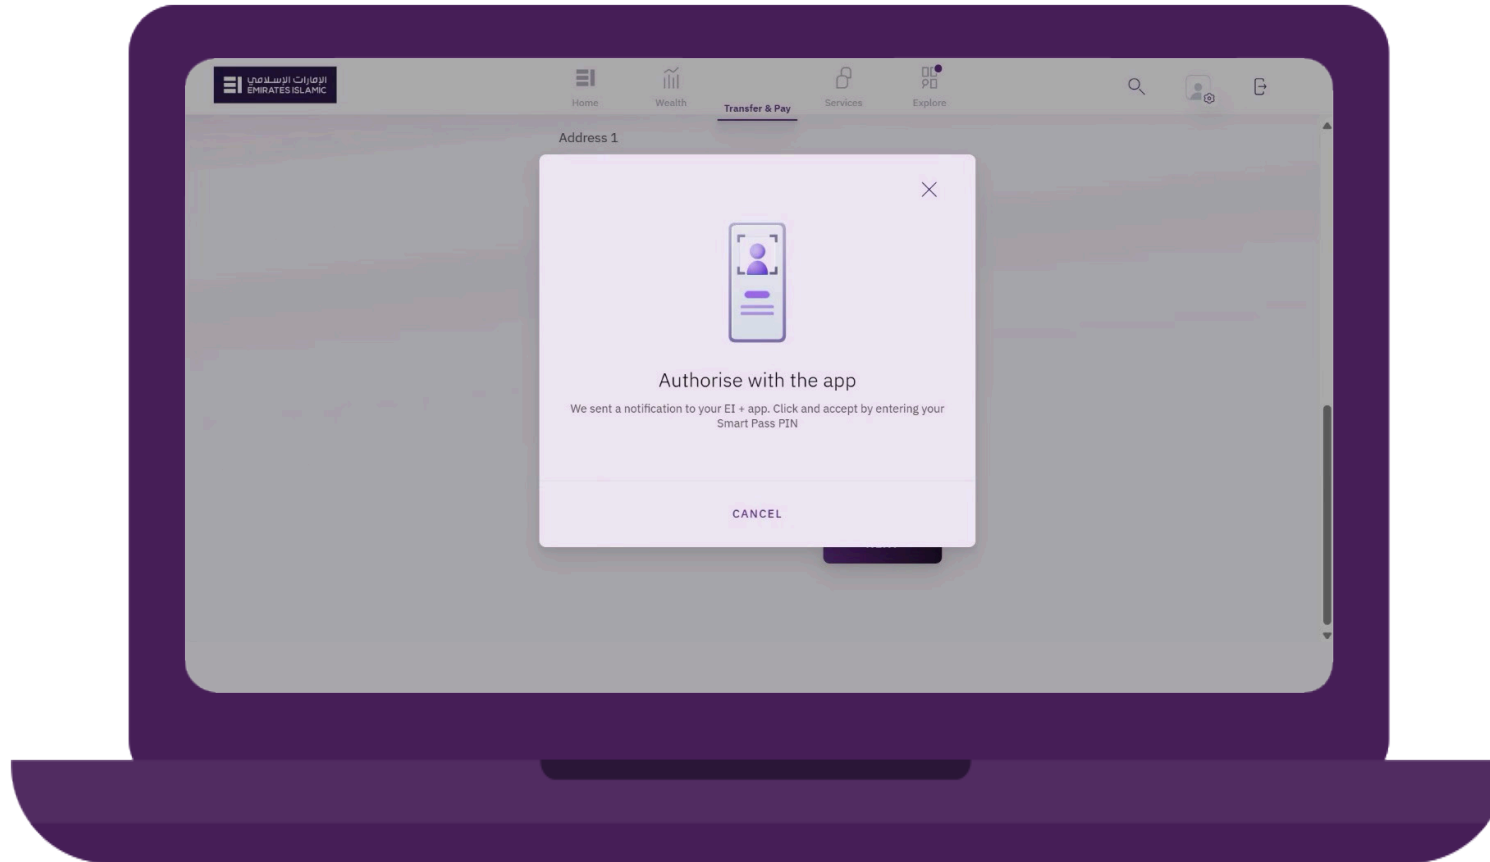 الإمارات الإسلامي
EMIRATES ISLAMIC
Home
Wealth
Transfer & Pay
Services
Explore
Address 1
Authorise with the app
We sent a notification to your EI + app. Click and accept by entering your
Smart Pass PIN
CANCEL